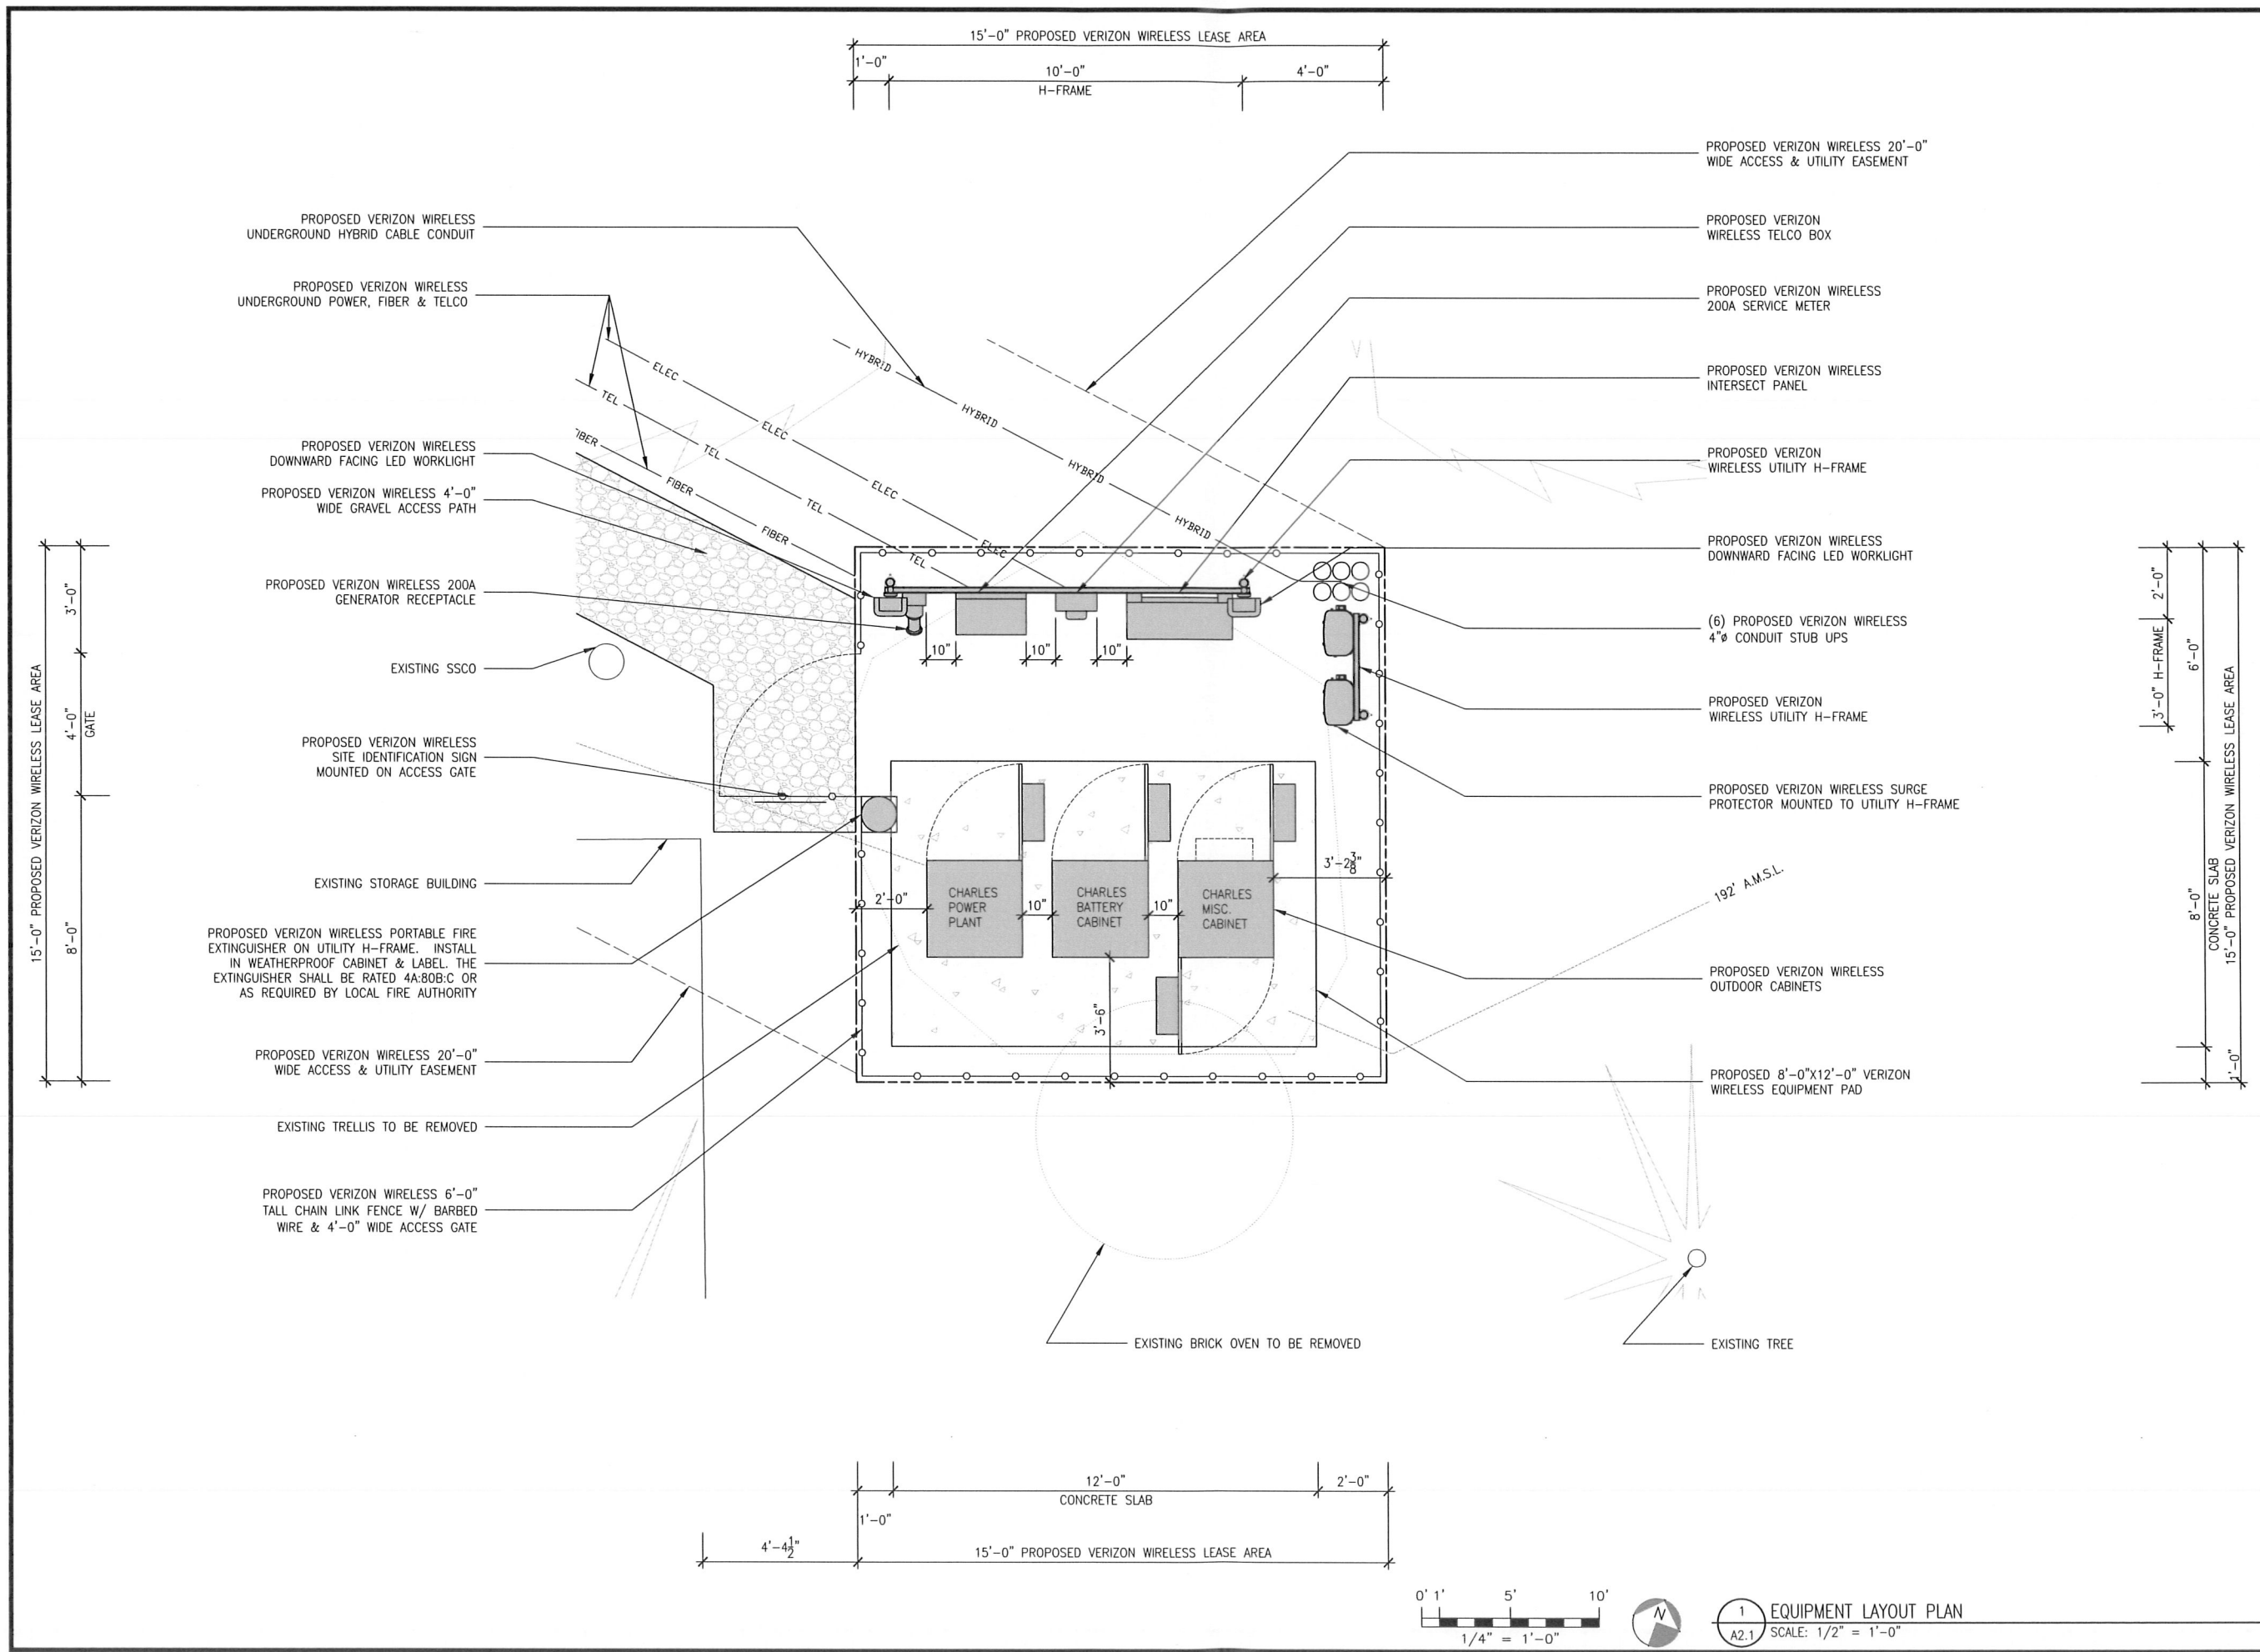 15'-0" PROPOSED VERIZON WIRELESS LEASE AREA
1'-0"
10'-0"
H-FRAME
4'-0"
PROPOSED VERIZON WIRELESS
UNDERGROUND HYBRID CABLE CONDUIT
PROPOSED VERIZON WIRELESS
UNDERGROUND POWER, FIBER & TELCO
PROPOSED VERIZON WIRELESS
DOWNWARD FACING LED WORKLIGHT
PROPOSED VERIZON WIRELESS 4'-0"
WIDE GRAVEL ACCESS PATH
PROPOSED VERIZON WIRELESS 200A
GENERATOR RECEPTACLE
EXISTING SSCO
PROPOSED VERIZON WIRELESS
SITE IDENTIFICATION SIGN
MOUNTED ON ACCESS GATE
EXISTING STORAGE BUILDING
PROPOSED VERIZON WIRELESS PORTABLE FIRE
EXTINGUISHER ON UTILITY H-FRAME. INSTALL
IN WEATHERPROOF CABINET & LABEL. THE
EXTINGUISHER SHALL BE RATED 4A:80B:C OR
AS REQUIRED BY LOCAL FIRE AUTHORITY
PROPOSED VERIZON WIRELESS 20'-0"
WIDE ACCESS & UTILITY EASEMENT
EXISTING TRELLIS TO BE REMOVED
PROPOSED VERIZON WIRELESS 6'-0"
TALL CHAIN LINK FENCE W/ BARBED
WIRE & 4'-0" WIDE ACCESS GATE
15'-0" PROPOSED VERIZON WIRELESS LEASE AREA
3'-0"
4'-0"
GATE
8'-0"
ELEC
ELEC
ELEC
ELEC
TEL
TEL
TEL
TEL
IBER
FIBER
FIBER
HYBRID
HYBRID
HYBRID
HYBRID
10"
10"
10"
2'-0"
CHARLES
POWER
PLANT
10"
CHARLES
BATTERY
CABINET
10"
CHARLES
MISC.
CABINET
3'-2 3/8"
3'-6"
192' A.M.S.L.
PROPOSED VERIZON WIRELESS 20'-0"
WIDE ACCESS & UTILITY EASEMENT
PROPOSED VERIZON
WIRELESS TELCO BOX
PROPOSED VERIZON WIRELESS
200A SERVICE METER
PROPOSED VERIZON WIRELESS
INTERSECT PANEL
PROPOSED VERIZON
WIRELESS UTILITY H-FRAME
PROPOSED VERIZON WIRELESS
DOWNWARD FACING LED WORKLIGHT
(6) PROPOSED VERIZON WIRELESS
4"ø CONDUIT STUB UPS
PROPOSED VERIZON
WIRELESS UTILITY H-FRAME
PROPOSED VERIZON WIRELESS SURGE
PROTECTOR MOUNTED TO UTILITY H-FRAME
PROPOSED VERIZON WIRELESS
OUTDOOR CABINETS
PROPOSED 8'-0"X12'-0" VERIZON
WIRELESS EQUIPMENT PAD
2'-0"
3'-0" H-FRAME
6'-0"
8'-0"
CONCRETE SLAB
1'-0"
15'-0" PROPOSED VERIZON WIRELESS LEASE AREA
EXISTING BRICK OVEN TO BE REMOVED
EXISTING TREE
12'-0"
CONCRETE SLAB
2'-0"
1'-0"
4'-4 1/2"
15'-0" PROPOSED VERIZON WIRELESS LEASE AREA
0' 1' 5' 10'
1/4" = 1'-0"
N
1
A2.1
EQUIPMENT LAYOUT PLAN
SCALE: 1/2" = 1'-0"